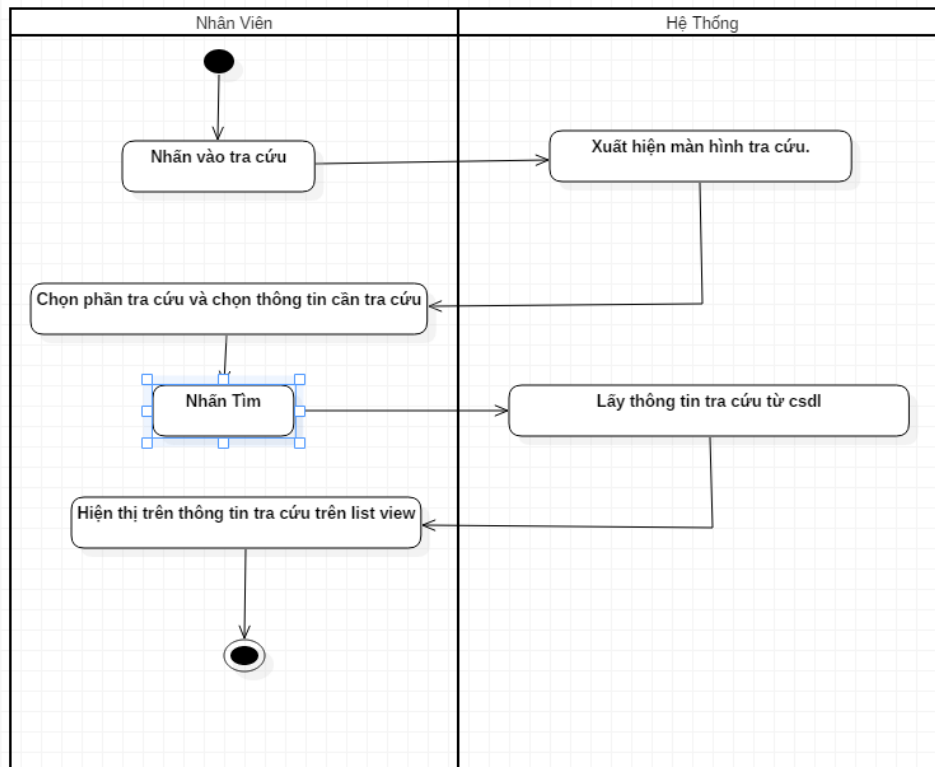 Nhân Viên
Hệ Thống
Nhấn vào tra cứu
Xuất hiện màn hình tra cứu.
Chọn phần tra cứu và chọn thông tin cần tra cứu
Nhấn Tìm
Lấy thông tin tra cứu từ csdl
Hiện thị trên thông tin tra cứu trên list view